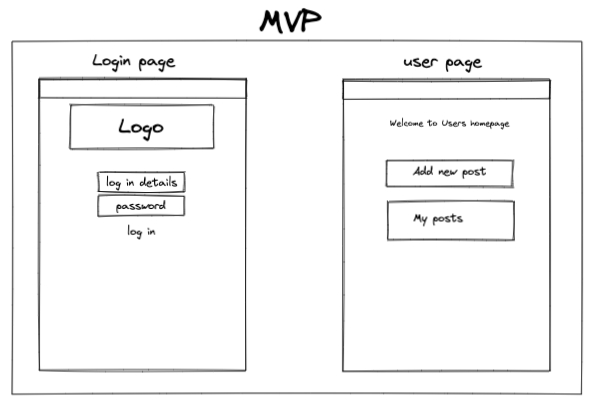 MVP
Login page
Logo
log in details
password
log in
user page
Welcome to Users homepage
Add new post
My posts